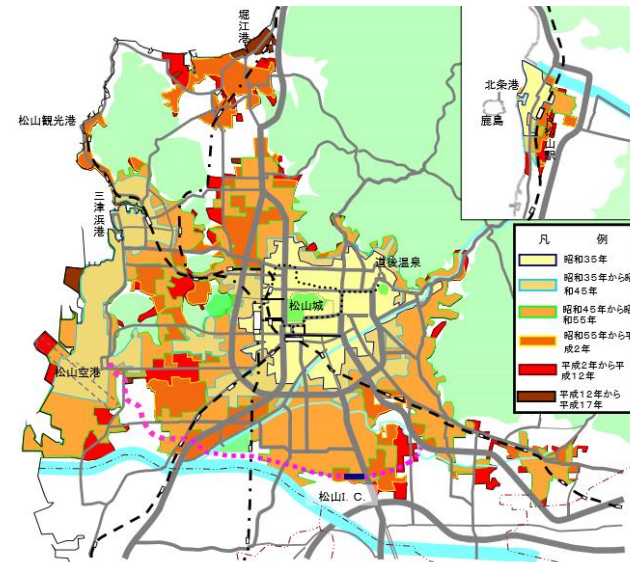 堀江港
松山観光港
三津浜港
道後温泉
松山城
松山空港
松山I. C.
北条港
鹿島
凡 例
昭和35年
昭和35年から昭
和45年
昭和45年から昭
和55年
昭和55年から平
成2年
平成2年から平
成12年
平成12年から
平成17年